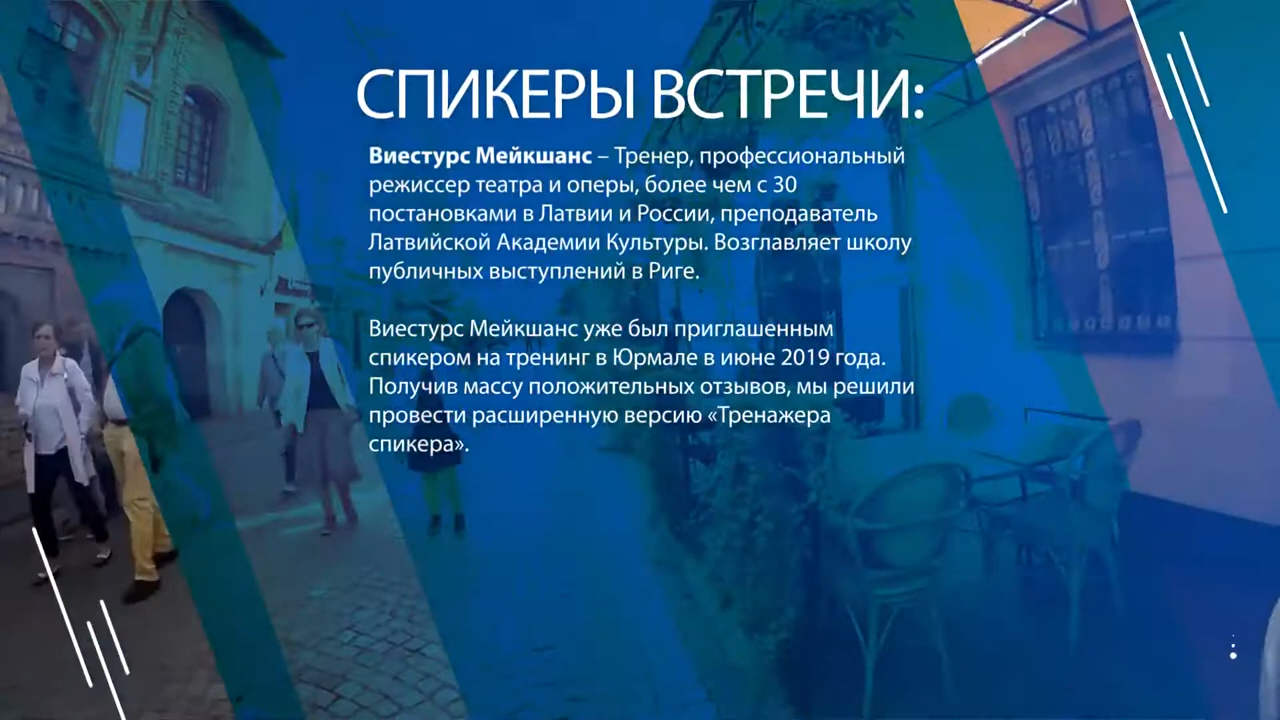 СПИКЕРЫ ВСТРЕЧИ:
Виестурс Мейкшанс – Тренер, профессиональный
режиссер театра и оперы, более чем с 30
постановками в Латвии и России, преподаватель
Латвийской Академии Культуры. Возглавляет школу
публичных выступлений в Риге.
Виестурс Мейкшанс уже был приглашенным
спикером на тренинг в Юрмале в июне 2019 года.
Получив массу положительных отзывов, мы решили
провести расширенную версию «Тренажера
спикера».